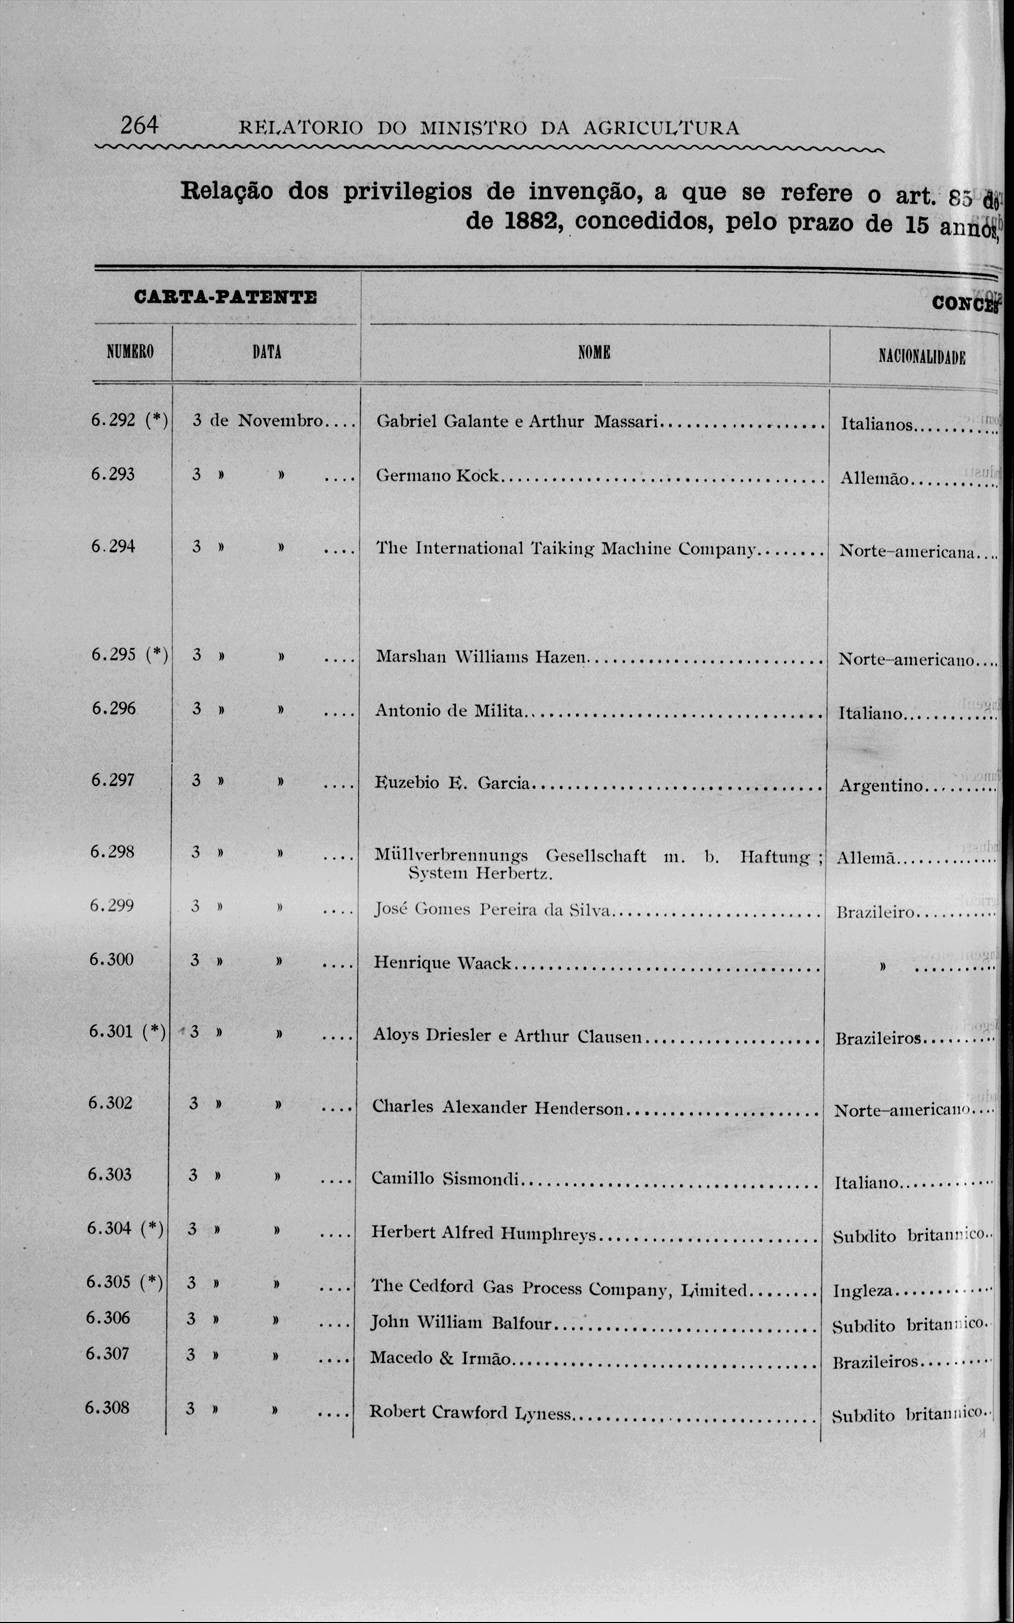 264 RELATORIO DO MINISTRO DA AGRICULTURA
Relação dos privilegios de invenção, a que se refere o art. 85 do
de 1882, concedidos, pelo prazo de 15 annos,
CARTA-PATENTE CONCES
NUMERO DATA NOME NACIONALIDADE
6.292 (*) 3 de Novembro.... Gabriel Galante e Arthur Massari................... Italianos............
6.293 3 » » .... Germano Kock..................................... Allemão...........
6.294 3 » » .... The International Taiking Machine Company........ Norte-americana....
6.295 (*) 3 » » .... Marshan Williams Hazen........................... Norte-americano....
6.296 3 » » .... Antonio de Milita.................................. Italiano.............
6.297 3 » » .... Euzebio E. Garcia................................. Argentino..........
6.298 3 » » .... Müllverbrennungs Gesellschaft m. b. Haftung ; Allemã..............
System Herbertz.
6.299 3 » » .... José Gomes Pereira da Silva........................ Brazileiro...........
6.300 3 » » .... Henrique Waack................................... » ...........
6.301 (*) 3 » » .... Aloys Driesler e Arthur Clausen.................... Brazileiros..........
6.302 3 » » .... Charles Alexander Henderson...................... Norte-americano....
6.303 3 » » .... Camillo Sismondi.................................. Italiano............
6.304 (*) 3 » » .... Herbert Alfred Humphreys......................... Subdito britannico..
6.305 (*) 3 » » .... The Cedford Gas Process Company, Limited........ Ingleza............
6.306 3 » » .... John William Balfour.............................. Subdito britannico..
6.307 3 » » .... Macedo & Irmão................................... Brazileiros..........
6.308 3 » » .... Robert Crawford Lyness............................ Subdito britannico..